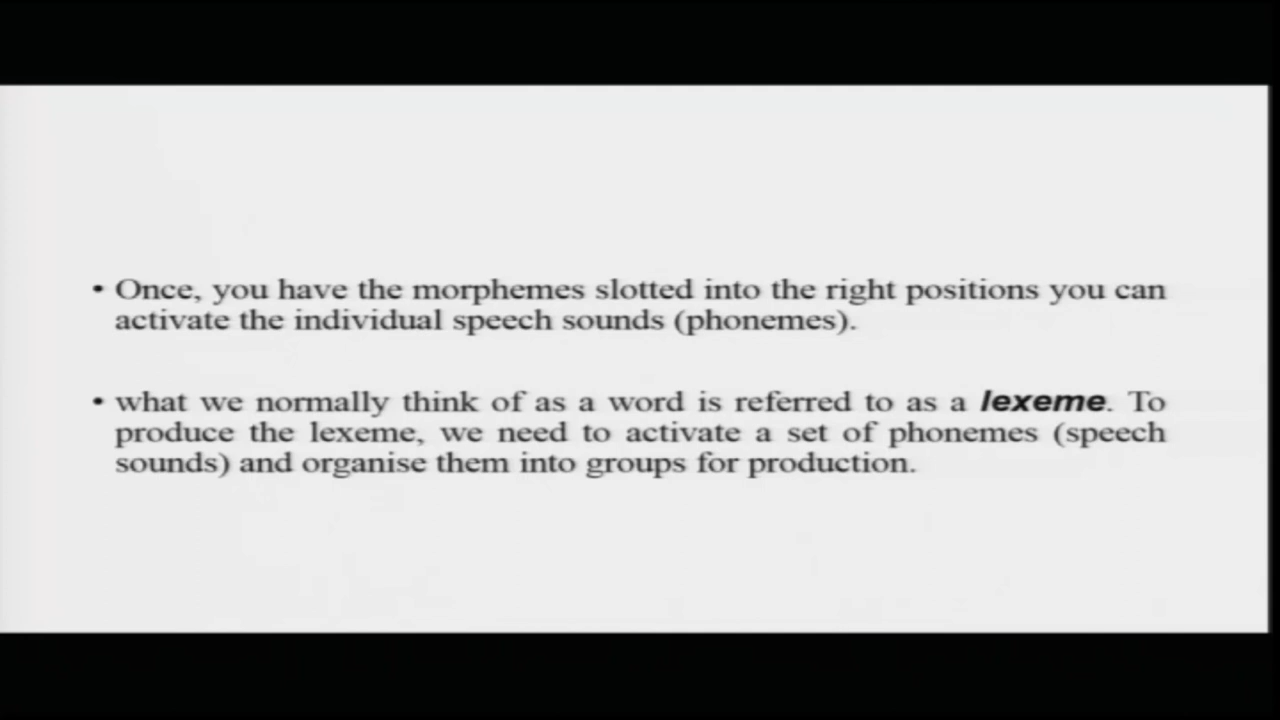 • Once, you have the morphemes slotted into the right positions you can
activate the individual speech sounds (phonemes).
• what we normally think of as a word is referred to as a lexeme. To
produce the lexeme, we need to activate a set of phonemes (speech
sounds) and organise them into groups for production.